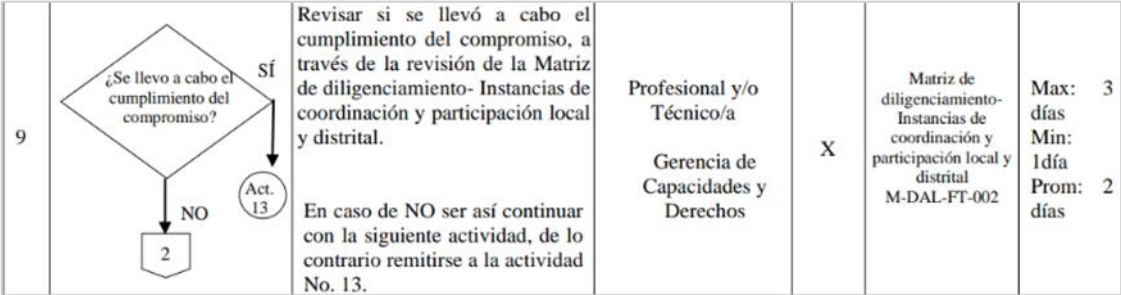 9
¿Se llevo a cabo el
cumplimiento del
compromiso?
SÍ
Act.
13
NO
2
Revisar si se llevó a cabo el
cumplimiento del compromiso, a
través de la revisión de la Matriz
de diligenciamiento- Instancias de
coordinación y participación local
y distrital.
En caso de NO ser así continuar
con la siguiente actividad, de lo
contrario remitirse a la actividad
No. 13.
Profesional y/o
Técnico/a
Gerencia de
Capacidades y
Derechos
X
Matriz de
diligenciamiento-
Instancias de
coordinación y
participación local y
distrital
M-DAL-FT-002
Max: 3
días
Min:
1día
Prom: 2
días